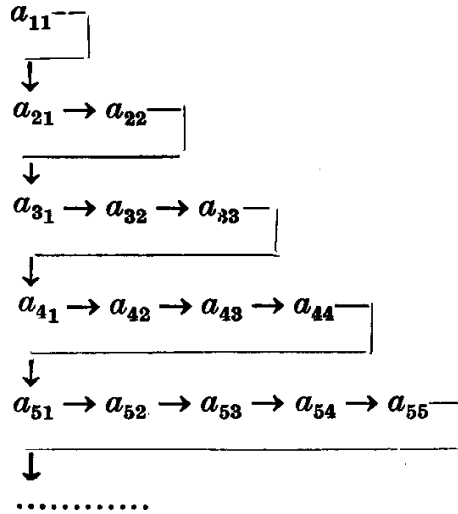 a₁₁
a₂₁ → a₂₂
a₃₁ → a₃₂ → a₃₃
a₄₁ → a₄₂ → a₄₃ → a₄₄
a₅₁ → a₅₂ → a₅₃ → a₅₄ → a₅₅
............